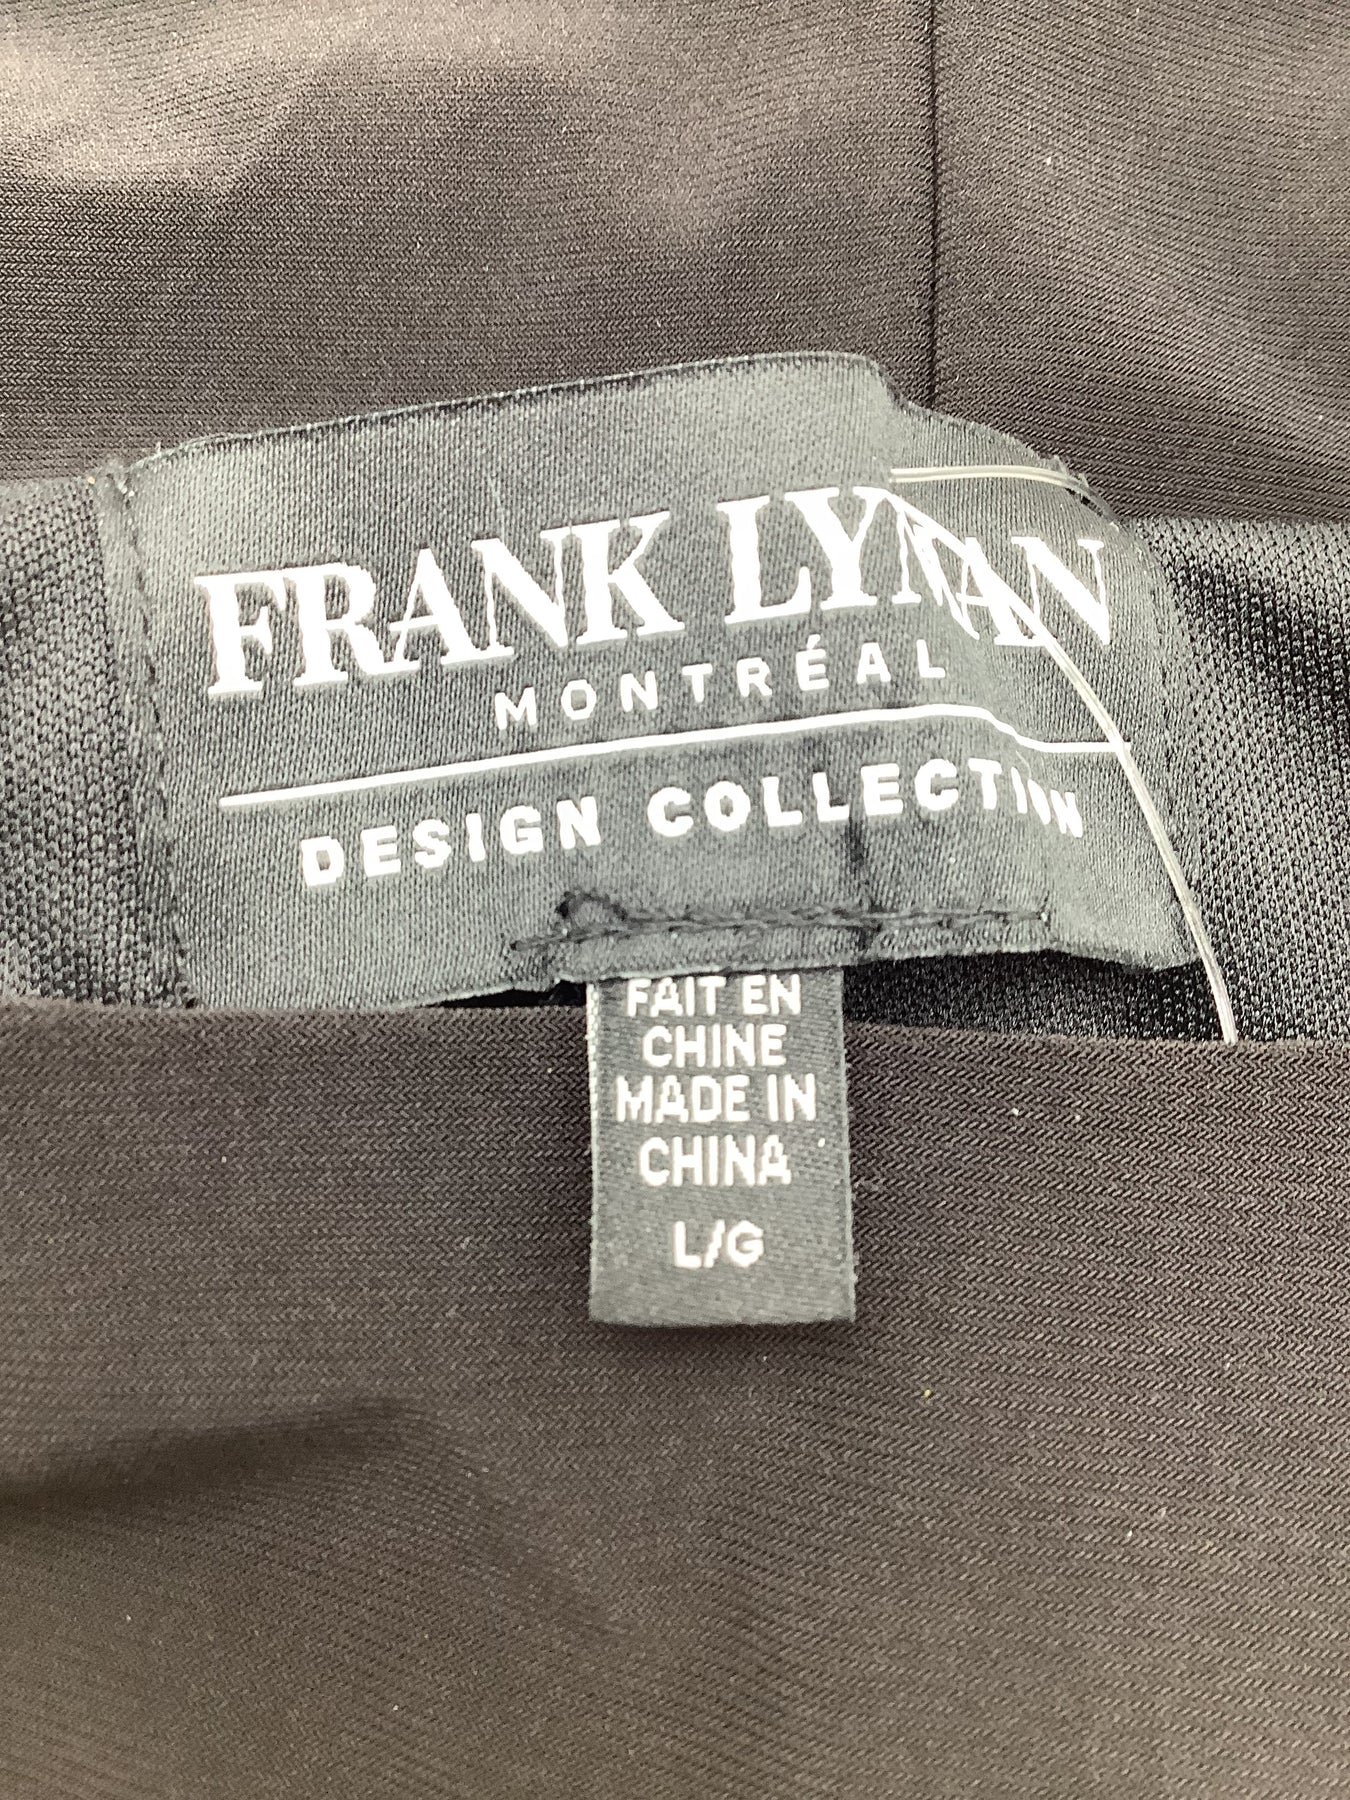 FRANK LYMAN
MONTRÉAL
DESIGN COLLECTION
FAIT EN
CHINE
MADE IN
CHINA
L/G